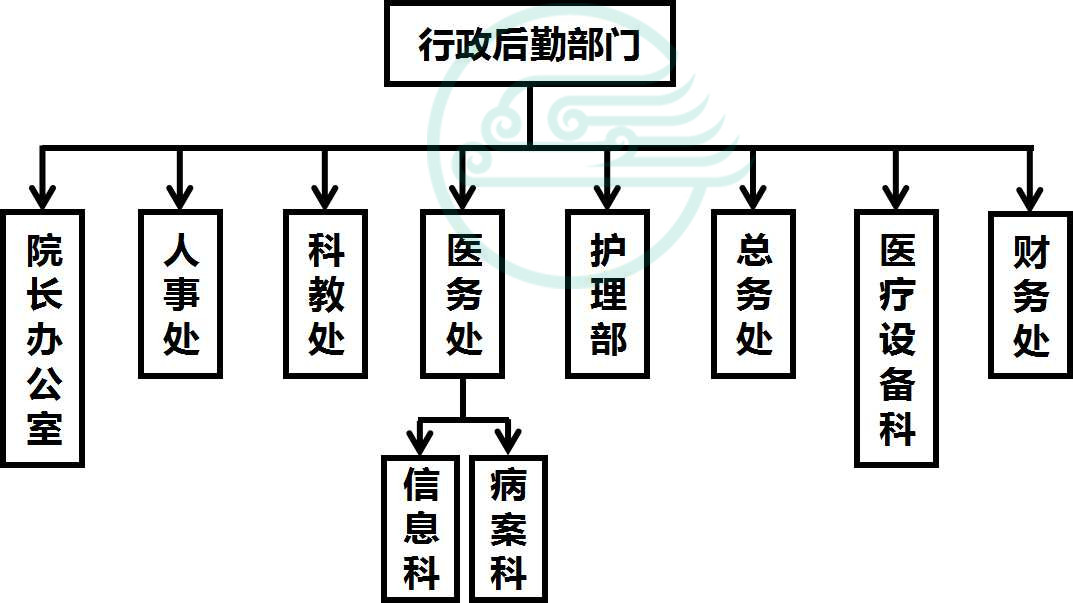 行政后勤部门
院长办公室
人事处
科教处
医务处
护理部
总务处
医疗设备科
财务处
信息科
病案科